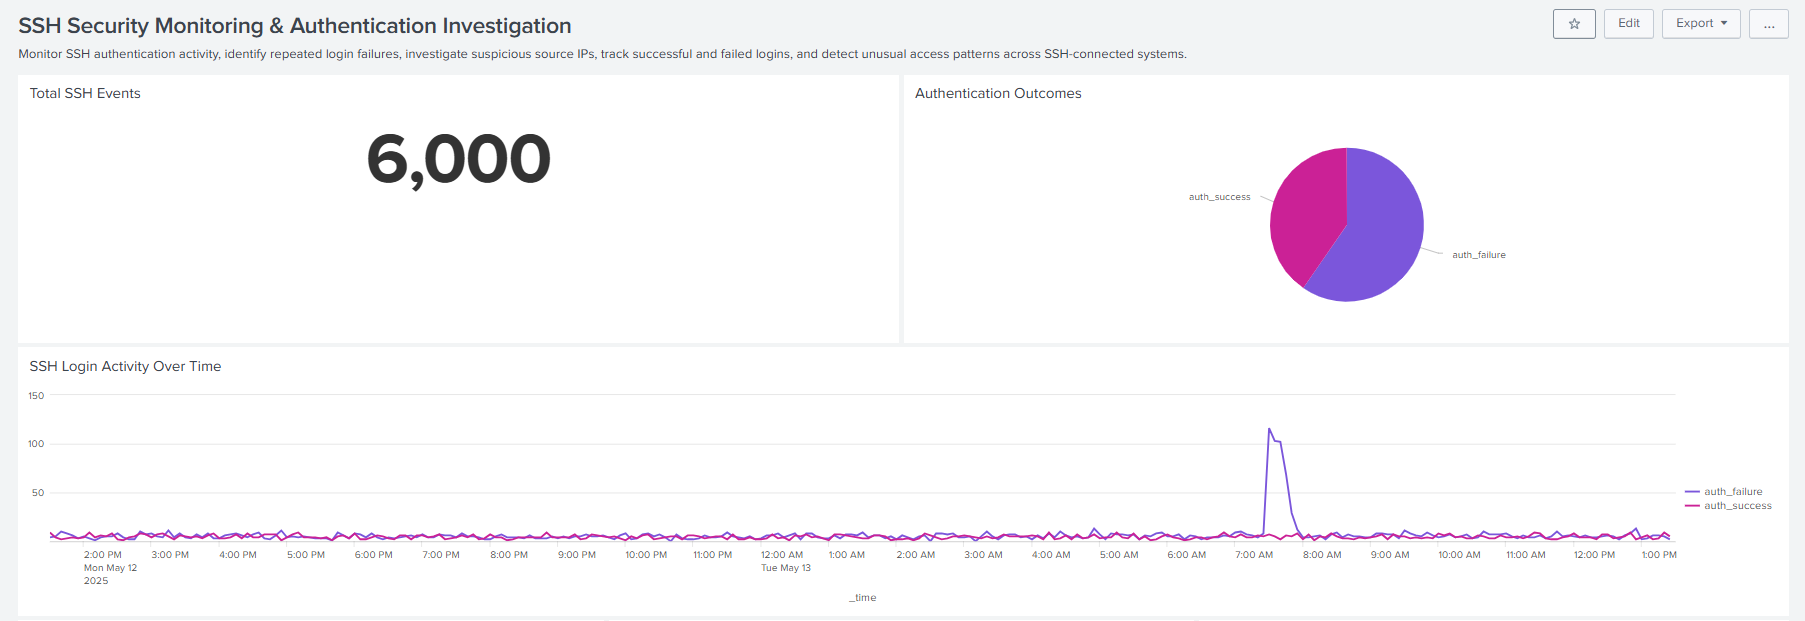 SSH Security Monitoring & Authentication Investigation
Edit
Export
...
Monitor SSH authentication activity, identify repeated login failures, investigate suspicious source IPs, track successful and failed logins, and detect unusual access patterns across SSH-connected systems.
Total SSH Events
6,000
Authentication Outcomes
auth_success
auth_failure
SSH Login Activity Over Time
150
100
50
auth_failure
auth_success
2:00 PM 3:00 PM 4:00 PM 5:00 PM 6:00 PM 7:00 PM 8:00 PM 9:00 PM 10:00 PM 11:00 PM 12:00 AM 1:00 AM 2:00 AM 3:00 AM 4:00 AM 5:00 AM 6:00 AM 7:00 AM 8:00 AM 9:00 AM 10:00 AM 11:00 AM 12:00 PM 1:00 PM
Mon May 12 Tue May 13
2025
_time